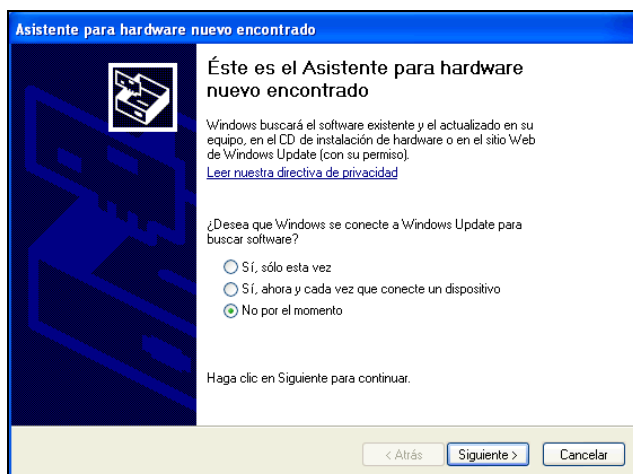 Asistente para hardware nuevo encontrado
Éste es el Asistente para hardware
nuevo encontrado
Windows buscará el software existente y el actualizado en su
equipo, en el CD de instalación de hardware o en el sitio Web
de Windows Update (con su permiso).
Leer nuestra directiva de privacidad
¿Desea que Windows se conecte a Windows Update para
buscar software?
Sí, sólo esta vez
Sí, ahora y cada vez que conecte un dispositivo
No por el momento
Haga clic en Siguiente para continuar.
< Atrás Siguiente > Cancelar